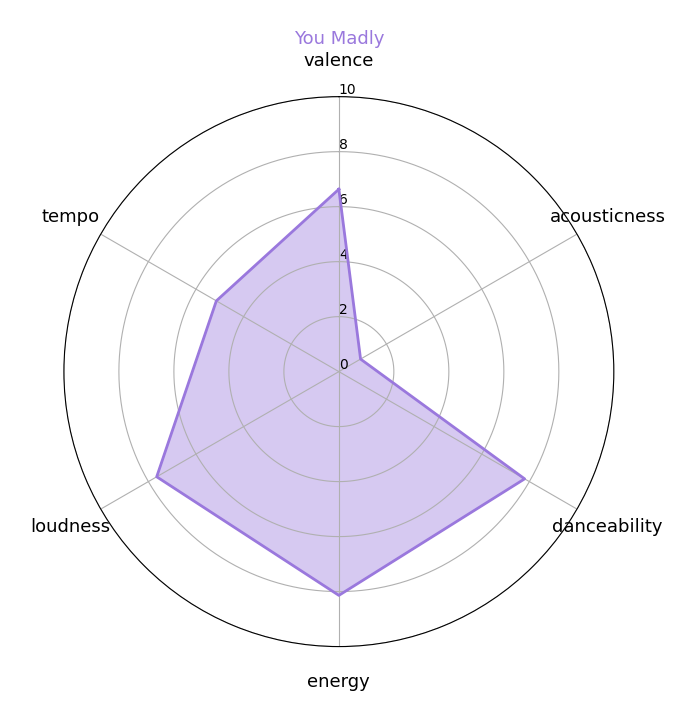 You Madly
valence
10
8
6
4
2
0
tempo
acousticness
loudness
danceability
energy